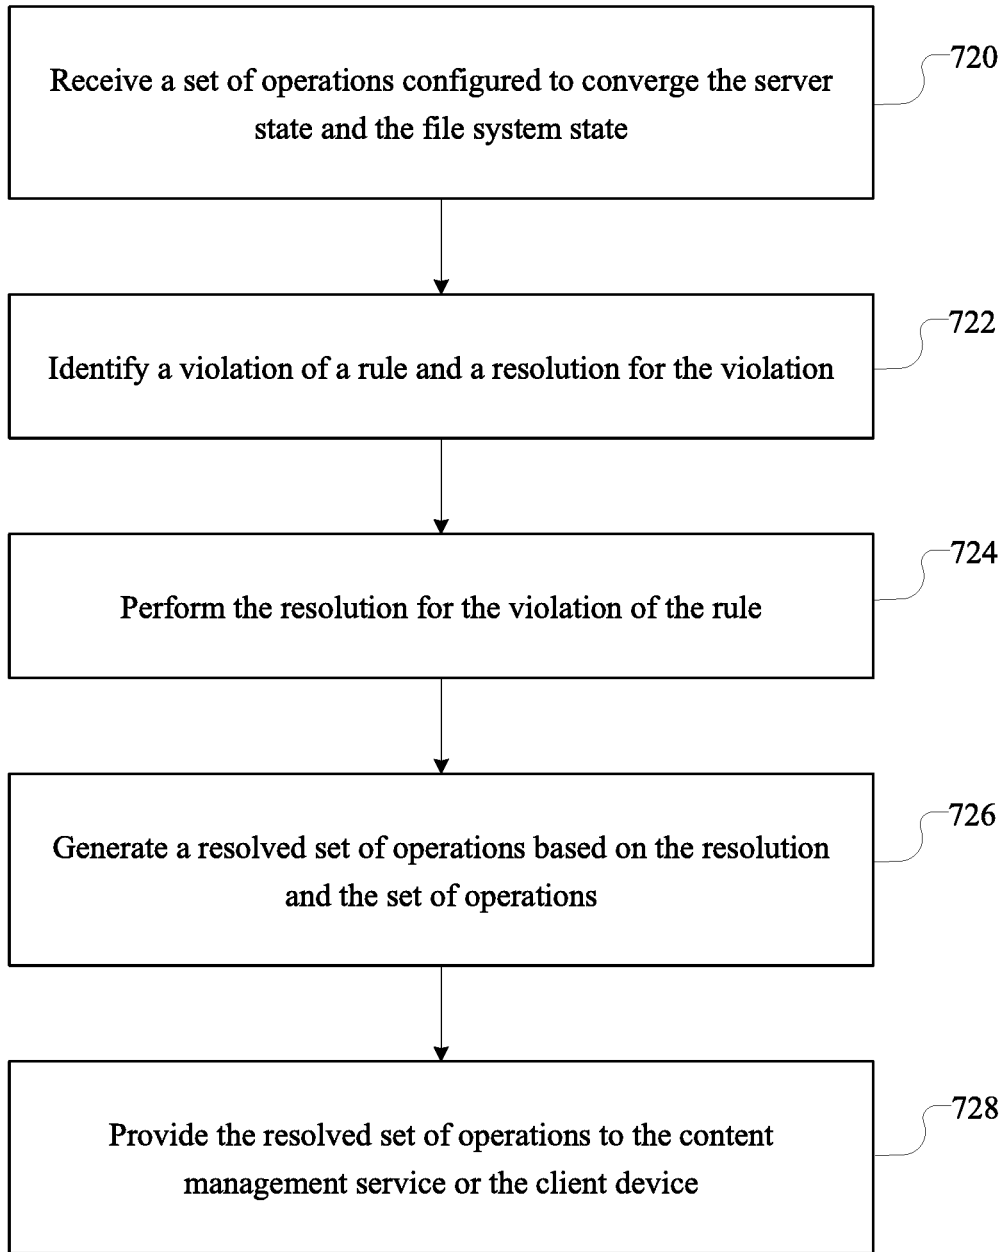 Receive a set of operations configured to converge the server
state and the file system state
720
Identify a violation of a rule and a resolution for the violation
722
Perform the resolution for the violation of the rule
724
Generate a resolved set of operations based on the resolution
and the set of operations
726
Provide the resolved set of operations to the content
management service or the client device
728